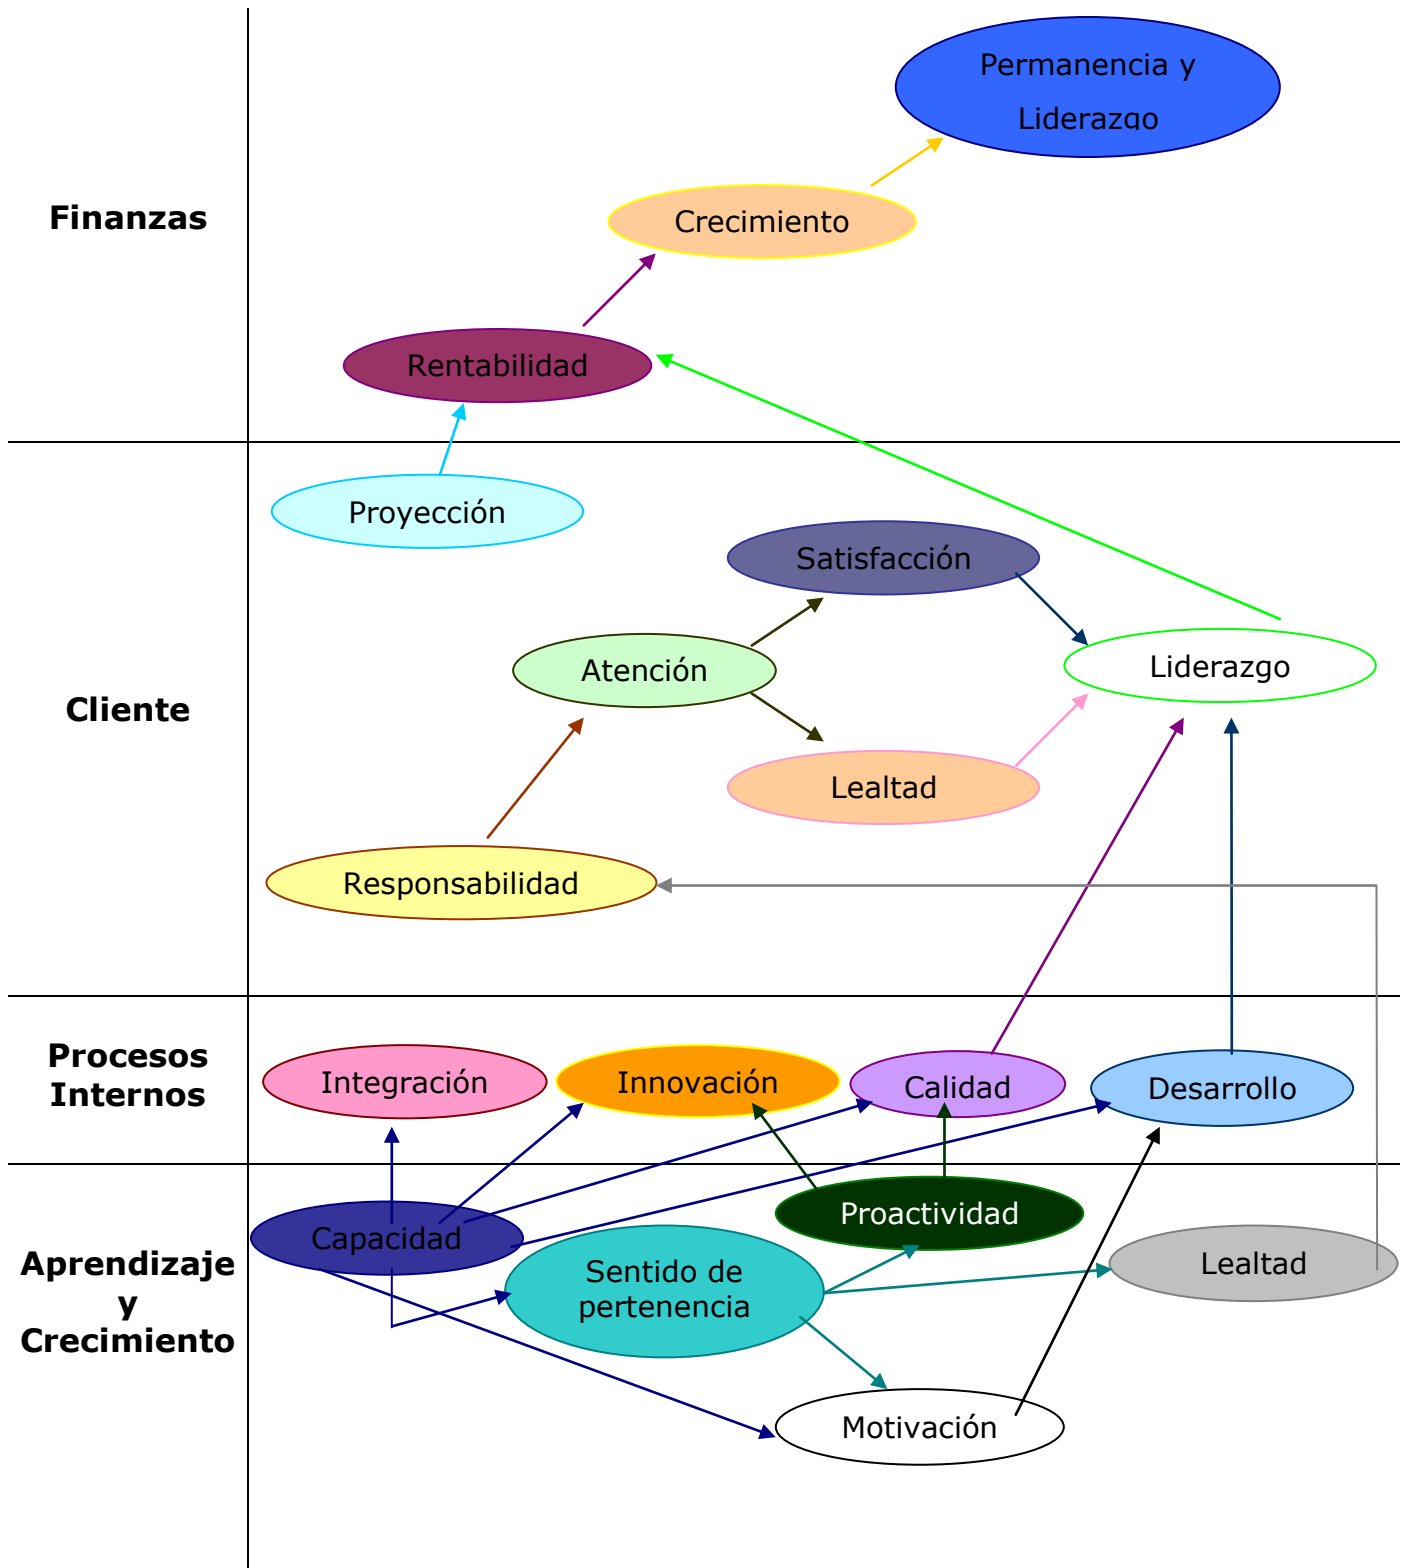 Permanencia y
Liderazgo
Finanzas
Crecimiento
Rentabilidad
Proyección
Satisfacción
Atención
Liderazgo
Cliente
Lealtad
Responsabilidad
Procesos
Internos
Integración
Innovación
Calidad
Desarrollo
Proactividad
Capacidad
Aprendizaje
y
Crecimiento
Sentido de
pertenencia
Lealtad
Motivación